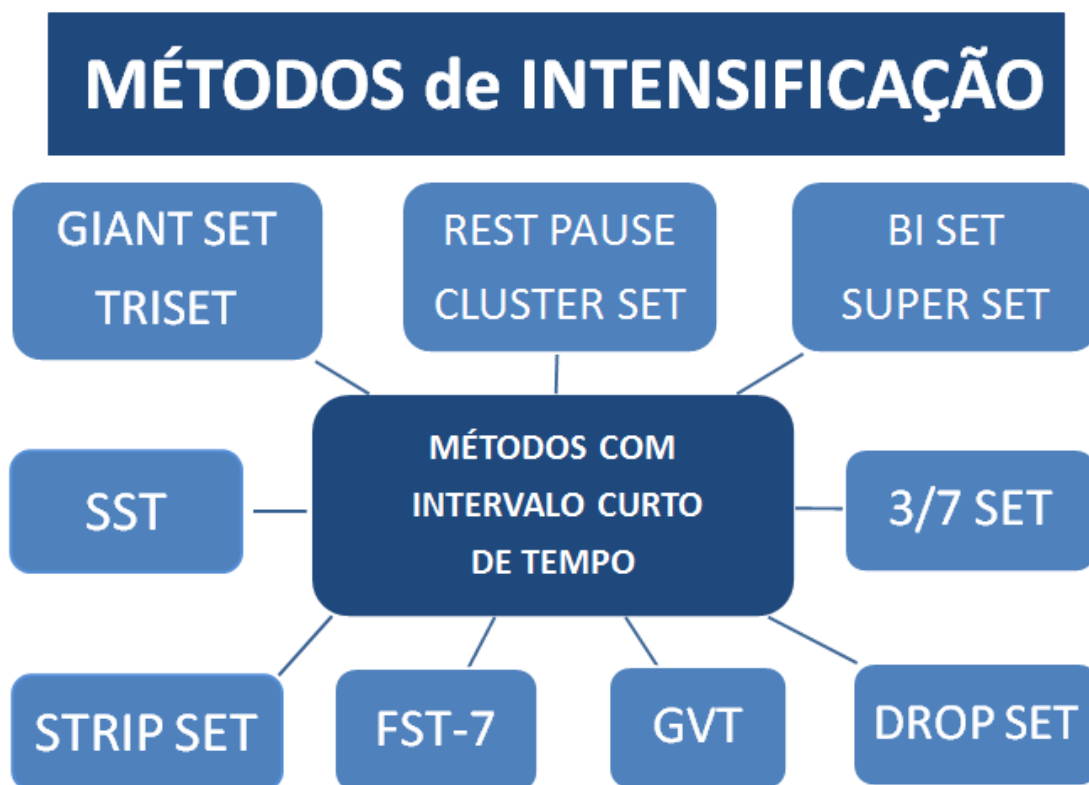 MÉTODOS de INTENSIFICAÇÃO
GIANT SET
TRISET
REST PAUSE
CLUSTER SET
BI SET
SUPER SET
SST
MÉTODOS COM
INTERVALO CURTO
DE TEMPO
3/7 SET
STRIP SET
FST-7
GVT
DROP SET